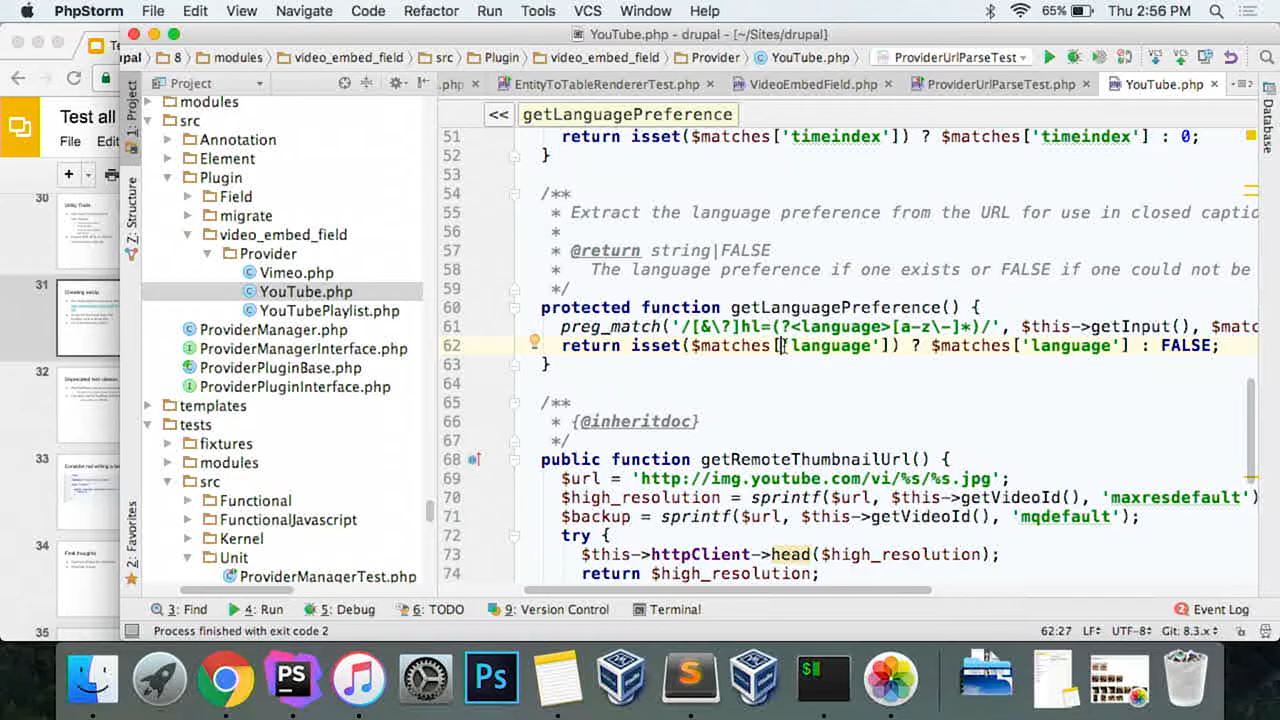 PhpStorm File Edit View Navigate Code Refactor Run Tools VCS Window Help 65% Thu 2:56 PM
YouTube.php - drupal - [~/Sites/drupal]
upal 8 modules video_embed_field src Plugin video_embed_field Provider YouTube.php ProviderUrlParseTest
Project .php EntityToTableRendererTest.php VideoEmbedField.php ProviderUrlParseTest.php YouTube.php
Test all
File Edit
30
31
32
33
34
35
1: Project
Z: Structure
2: Favorites
modules
src
Annotation
Element
Plugin
Field
migrate
video_embed_field
Provider
Vimeo.php
YouTube.php
YouTubePlaylist.php
ProviderManager.php
ProviderManagerInterface.php
ProviderPluginBase.php
ProviderPluginInterface.php
templates
tests
fixtures
modules
src
Functional
FunctionalJavascript
Kernel
Unit
ProviderManagerTest.php
<< getLanguagePreference
51 return isset($matches['timeindex']) ? $matches['timeindex'] : 0;
52 }
53
54 /**
55 * Extract the language preference from the URL for use in closed captio
56 *
57 * @return string|FALSE
58 * The language preference if one exists or FALSE if one could not be
59 */
60 protected function getLanguagePreference() {
61 preg_match('/[&\?]hl=(?<language>[a-z\-]*)/', $this->getInput(), $matc
62 return isset($matches['language']) ? $matches['language'] : FALSE;
63 }
64
65 /**
66 * {@inheritdoc}
67 */
68 public function getRemoteThumbnailUrl() {
69 $url = 'http://img.youtube.com/vi/%s/%s.jpg';
70 $high_resolution = sprintf($url, $this->getVideoId(), 'maxresdefault')
71 $backup = sprintf($url, $this->getVideoId(), 'mqdefault');
72 try {
73 $this->httpClient->head($high_resolution);
74 return $high_resolution;
Database
3: Find 4: Run 5: Debug 6: TODO 9: Version Control Terminal 2 Event Log
Process finished with exit code 2 62:27 LF UTF-8 Git: 8.3.x
PS
Ps
S
$